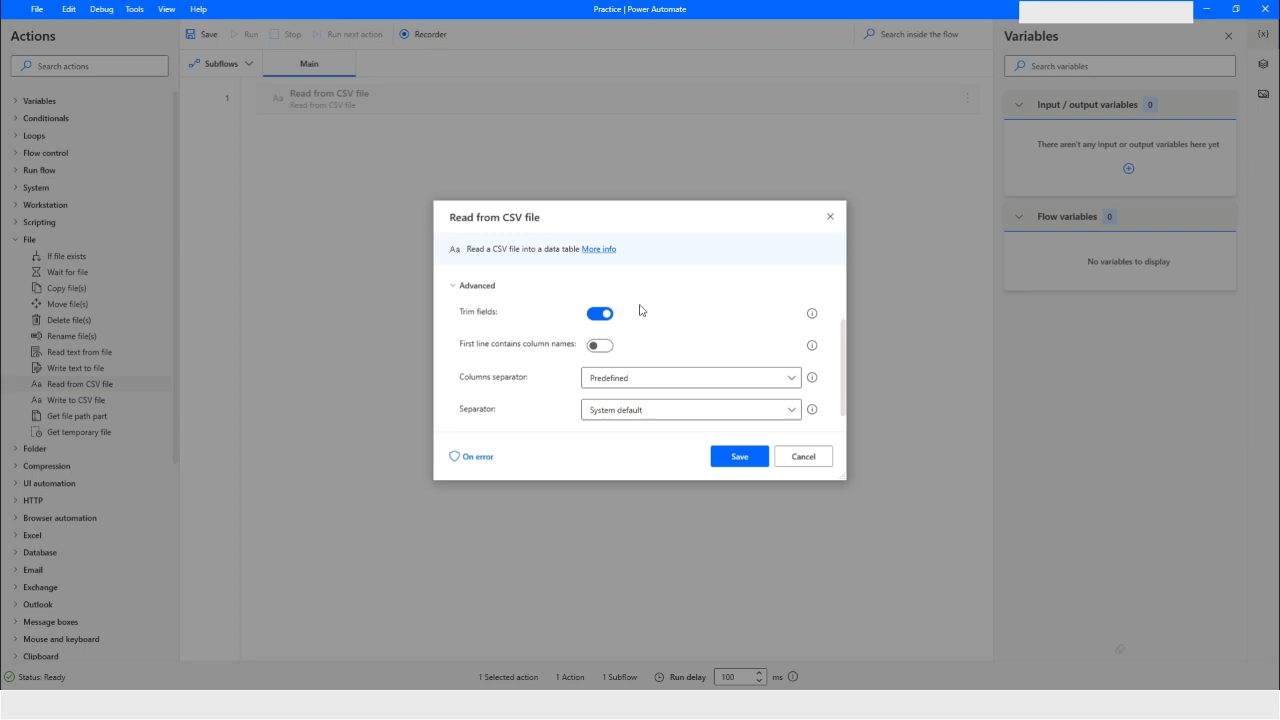 File Edit Debug Tools View Help
Practice | Power Automate
Actions
Search actions
Variables
Conditionals
Loops
Flow control
Run flow
System
Workstation
Scripting
File
If file exists
Wait for file
Copy file(s)
Move file(s)
Delete file(s)
Rename file(s)
Read text from file
Write text to file
Aa Read from CSV file
Aa Write to CSV file
Get file path part
Get temporary file
Folder
Compression
UI automation
HTTP
Browser automation
Excel
Database
Email
Exchange
Outlook
Message boxes
Mouse and keyboard
Clipboard
Save Run Stop Run next action Recorder Search inside the flow
Subflows Main
1 Aa Read from CSV file
Read from CSV file
Read from CSV file
Aa Read a CSV file into a data table More info
Advanced
Trim fields:
First line contains column names:
Columns separator: Predefined
Separator: System default
On error Save Cancel
Variables {x}
Search variables
Input / output variables 0
There aren't any input or output variables here yet
Flow variables 0
No variables to display
Status: Ready 1 Selected action 1 Action 1 Subflow Run delay 100 ms